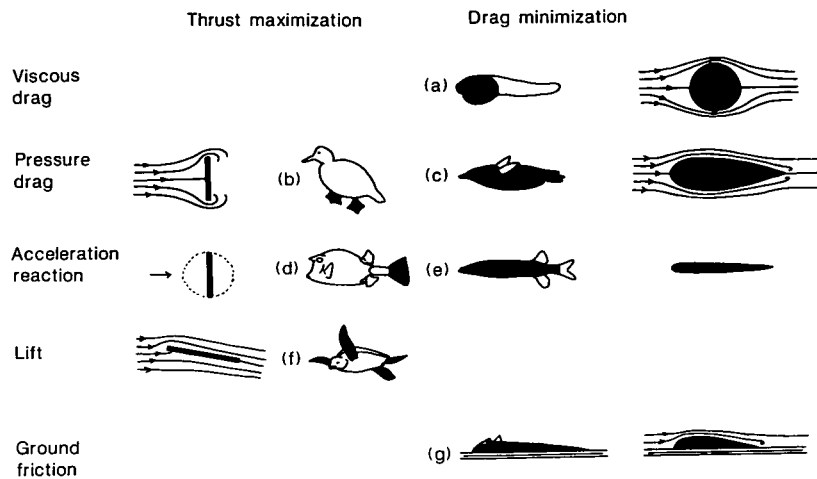 Thrust maximization Drag minimization
Viscous (a)
drag
Pressure (b) (c)
drag
Acceleration (d) (e)
reaction
Lift (f)
Ground (g)
friction